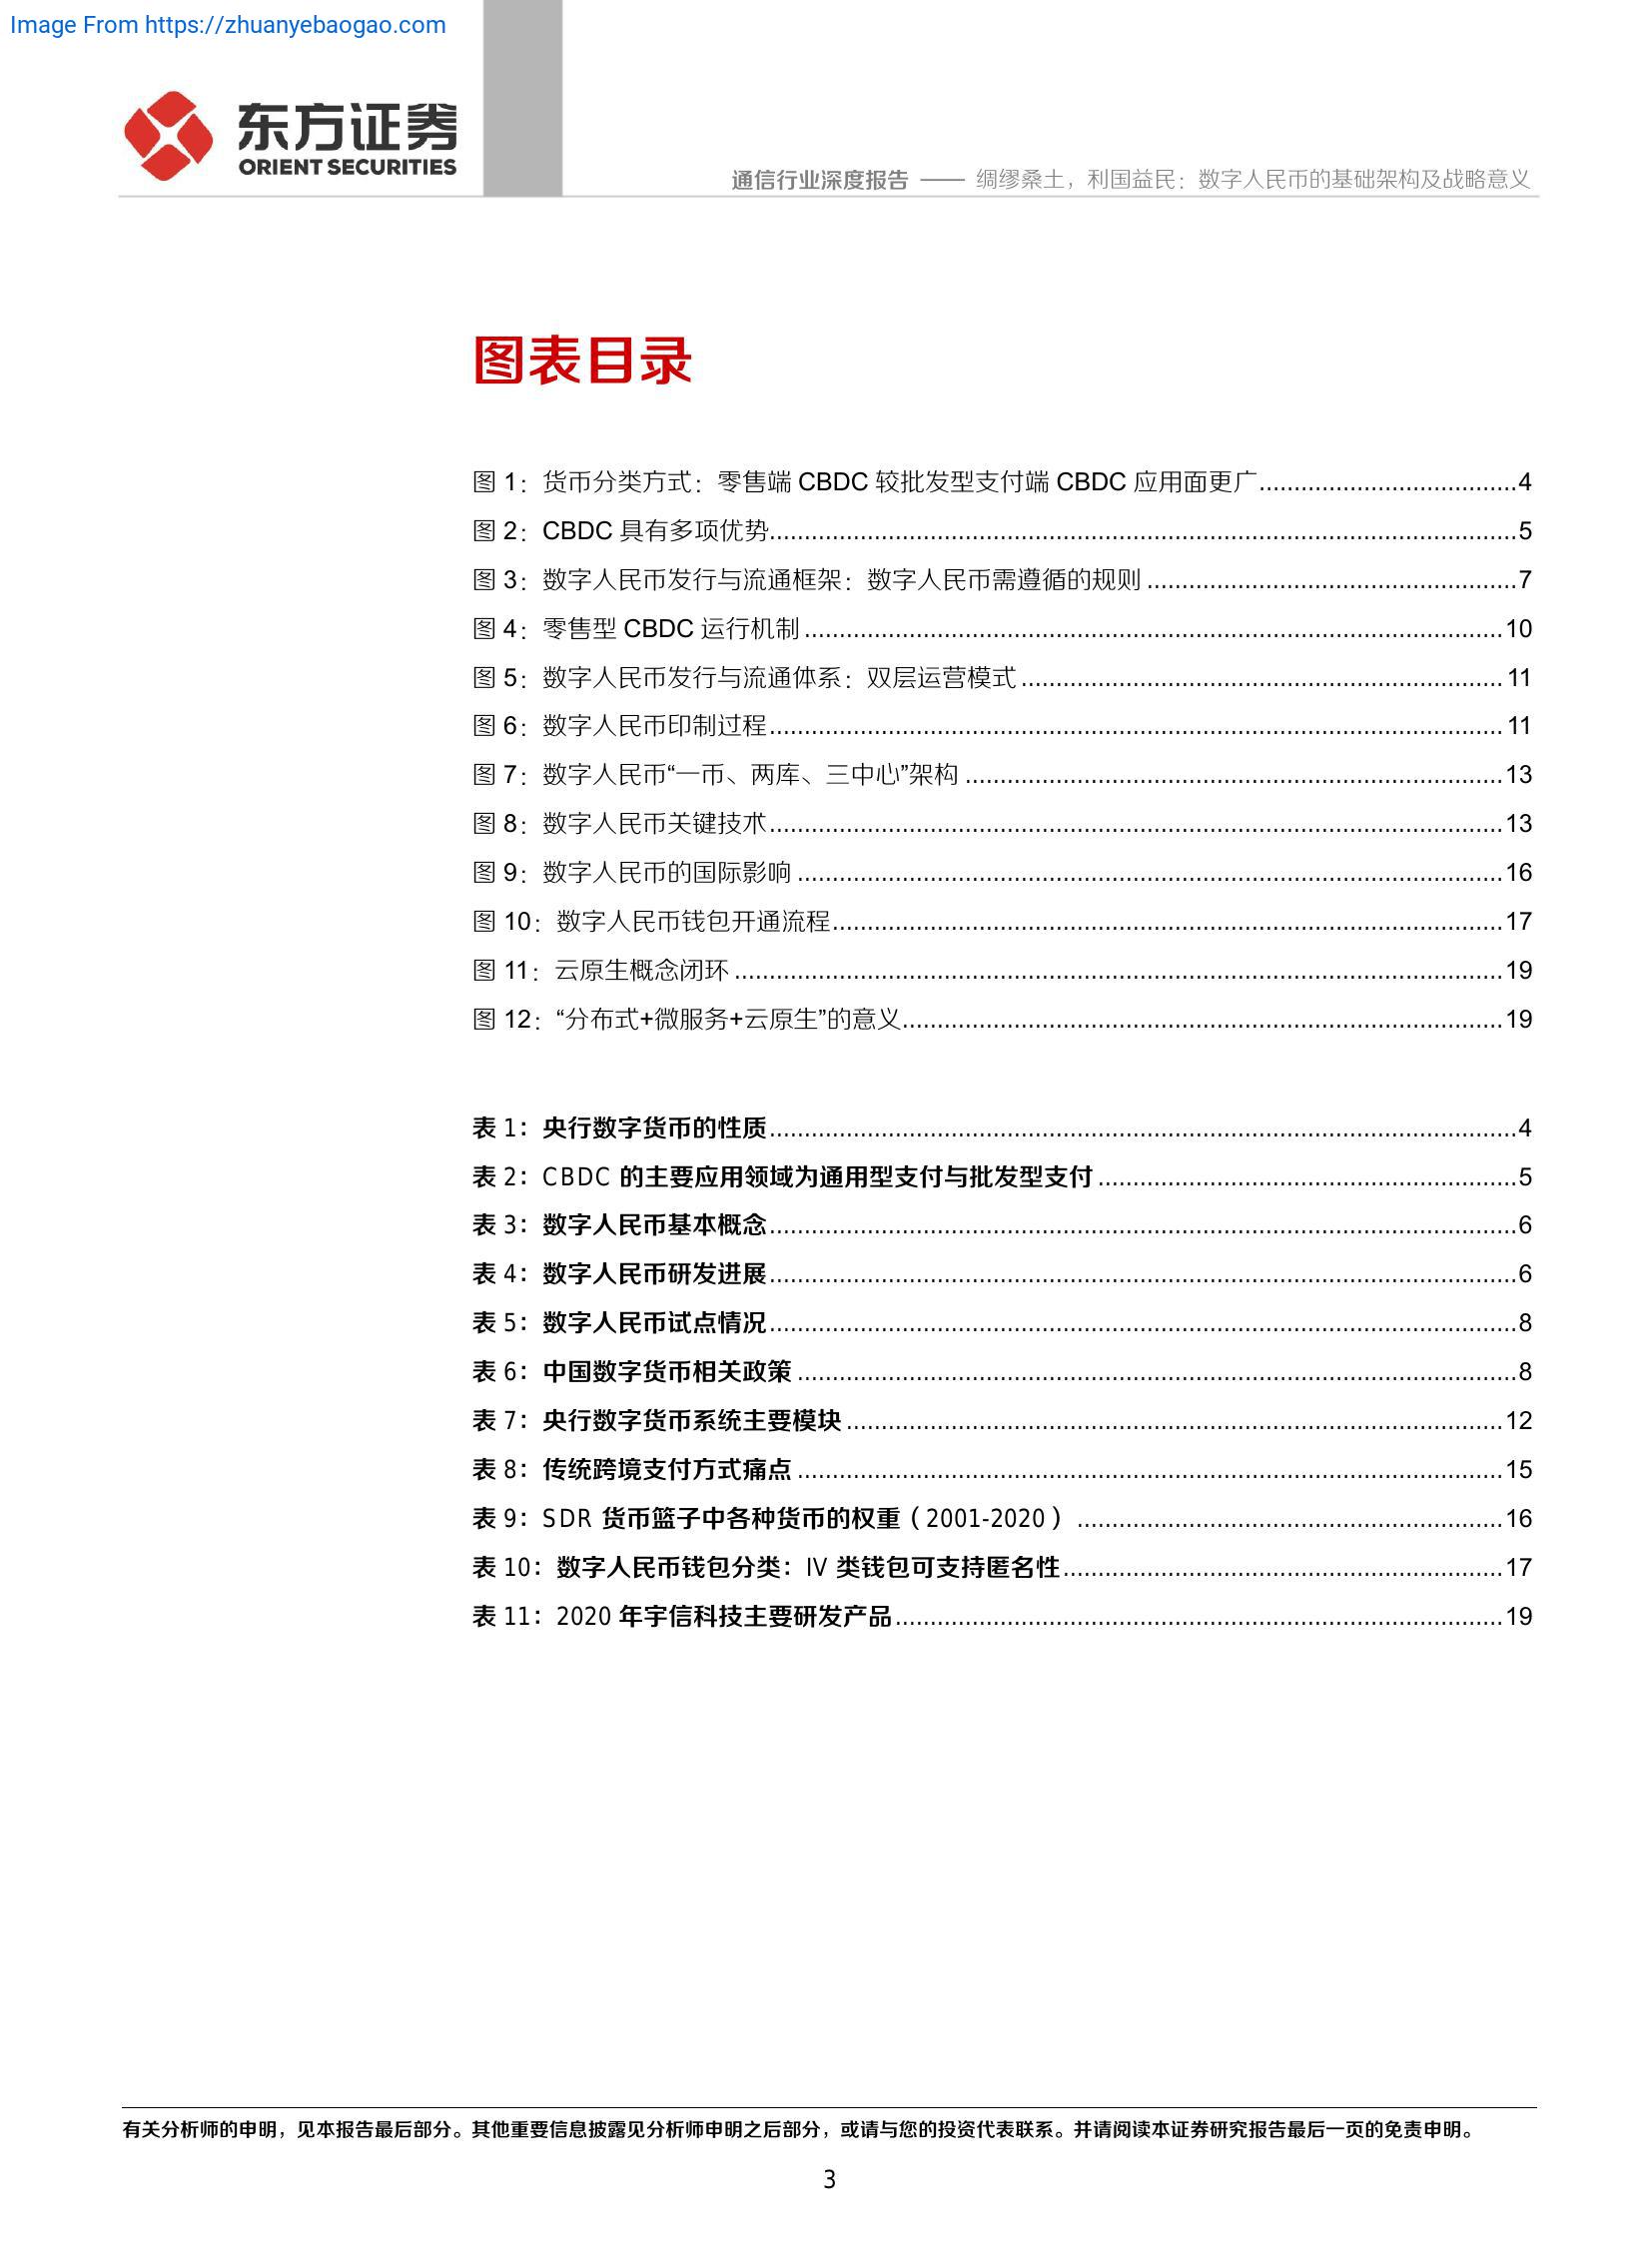 Image From https://zhuanyebaogao.com
东方证券
ORIENT SECURITIES
通信行业深度报告 —— 绸缪桑土，利国益民：数字人民币的基础架构及战略意义
图表目录
图 1：货币分类方式：零售端 CBDC 较批发型支付端 CBDC 应用面更广.....................................4
图 2：CBDC 具有多项优势...........................................................................................................5
图 3：数字人民币发行与流通框架：数字人民币需遵循的规则 .....................................................7
图 4：零售型 CBDC 运行机制....................................................................................................10
图 5：数字人民币发行与流通体系：双层运营模式.....................................................................11
图 6：数字人民币印制过程.........................................................................................................11
图 7：数字人民币“一币、两库、三中心”架构 .............................................................................13
图 8：数字人民币关键技术.........................................................................................................13
图 9：数字人民币的国际影响 .....................................................................................................16
图 10：数字人民币钱包开通流程................................................................................................17
图 11：云原生概念闭环 ..............................................................................................................19
图 12：“分布式+微服务+云原生”的意义......................................................................................19
表 1：央行数字货币的性质...........................................................................................................4
表 2：CBDC 的主要应用领域为通用型支付与批发型支付............................................................5
表 3：数字人民币基本概念...........................................................................................................6
表 4：数字人民币研发进展...........................................................................................................6
表 5：数字人民币试点情况...........................................................................................................8
表 6：中国数字货币相关政策 .......................................................................................................8
表 7：央行数字货币系统主要模块..............................................................................................12
表 8：传统跨境支付方式痛点 .....................................................................................................15
表 9：SDR 货币篮子中各种货币的权重（2001-2020） .............................................................16
表 10：数字人民币钱包分类：IV 类钱包可支持匿名性...............................................................17
表 11：2020 年宇信科技主要研发产品.......................................................................................19
有关分析师的申明，见本报告最后部分。其他重要信息披露见分析师申明之后部分，或请与您的投资代表联系。并请阅读本证券研究报告最后一页的免责申明。
3